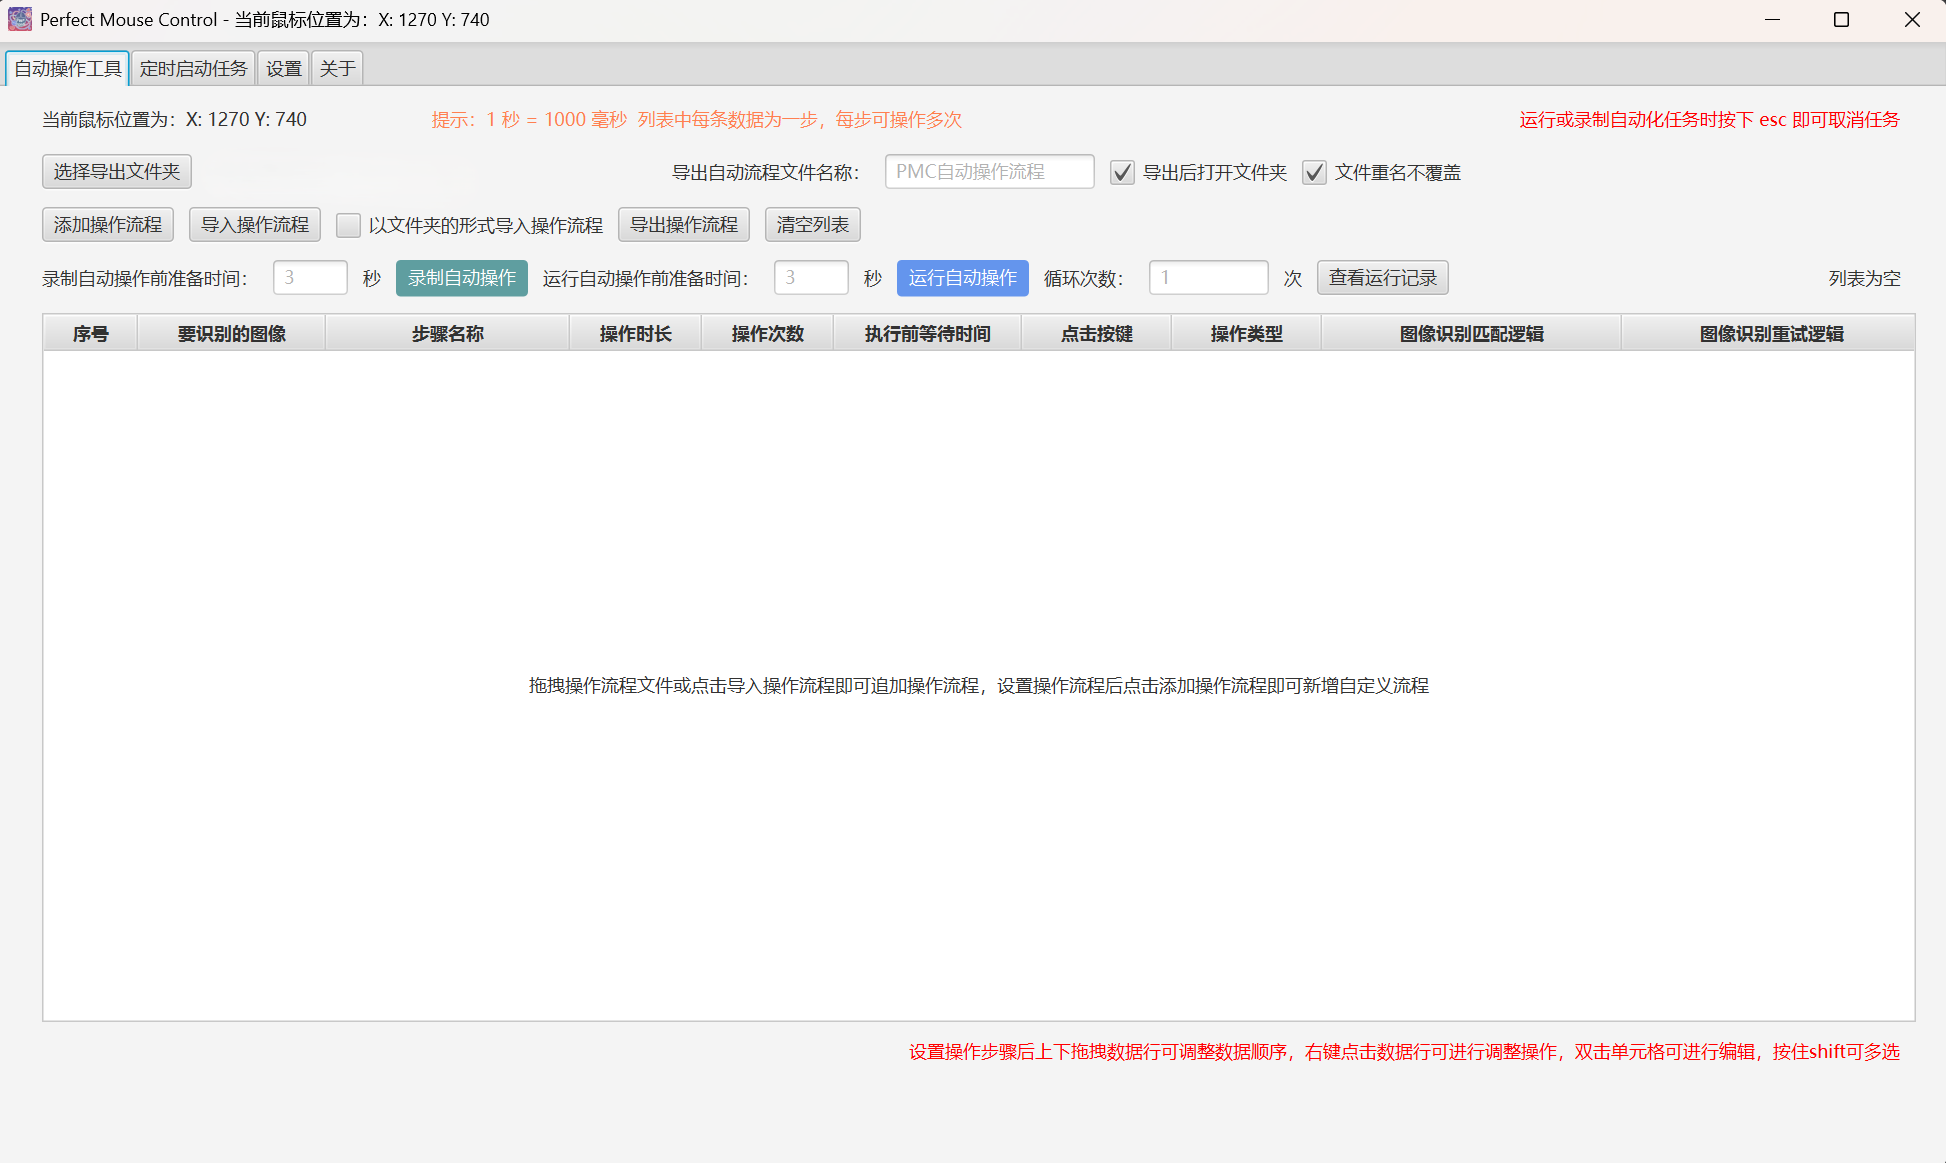 Perfect Mouse Control - 当前鼠标位置为：X: 1270 Y: 740
自动操作工具 定时启动任务 设置 关于
当前鼠标位置为：X: 1270 Y: 740 提示：1 秒 = 1000 毫秒 列表中每条数据为一步，每步可操作多次 运行或录制自动化任务时按下 esc 即可取消任务
选择导出文件夹 导出自动流程文件名称： PMC自动操作流程 导出后打开文件夹 文件重名不覆盖
添加操作流程 导入操作流程 以文件夹的形式导入操作流程 导出操作流程 清空列表
录制自动操作前准备时间： 3 秒 录制自动操作 运行自动操作前准备时间： 3 秒 运行自动操作 循环次数： 1 次 查看运行记录 列表为空
序号 要识别的图像 步骤名称 操作时长 操作次数 执行前等待时间 点击按键 操作类型 图像识别匹配逻辑 图像识别重试逻辑
拖拽操作流程文件或点击导入操作流程即可追加操作流程，设置操作流程后点击添加操作流程即可新增自定义流程
设置操作步骤后上下拖拽数据行可调整数据顺序，右键点击数据行可进行调整操作，双击单元格可进行编辑，按住shift可多选